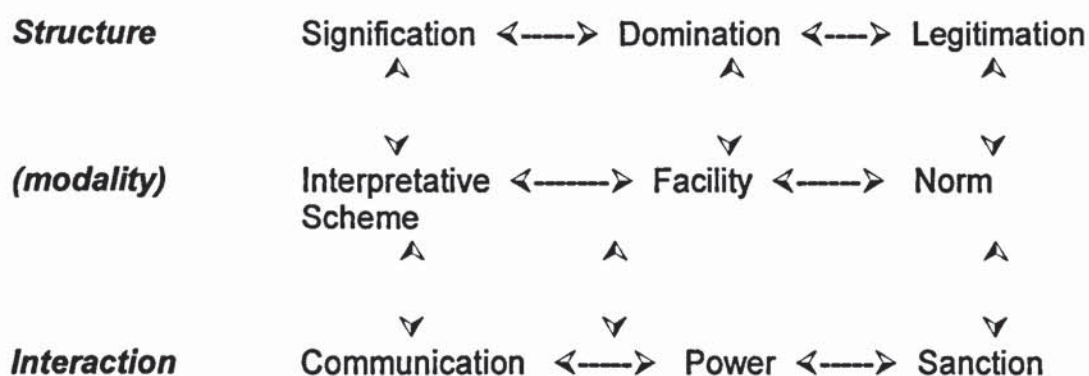 Structure Signification <-----> Domination <-----> Legitimation
(modality) Interpretative <-------> Facility <------> Norm
Scheme
Interaction Communication <-----> Power <-----> Sanction